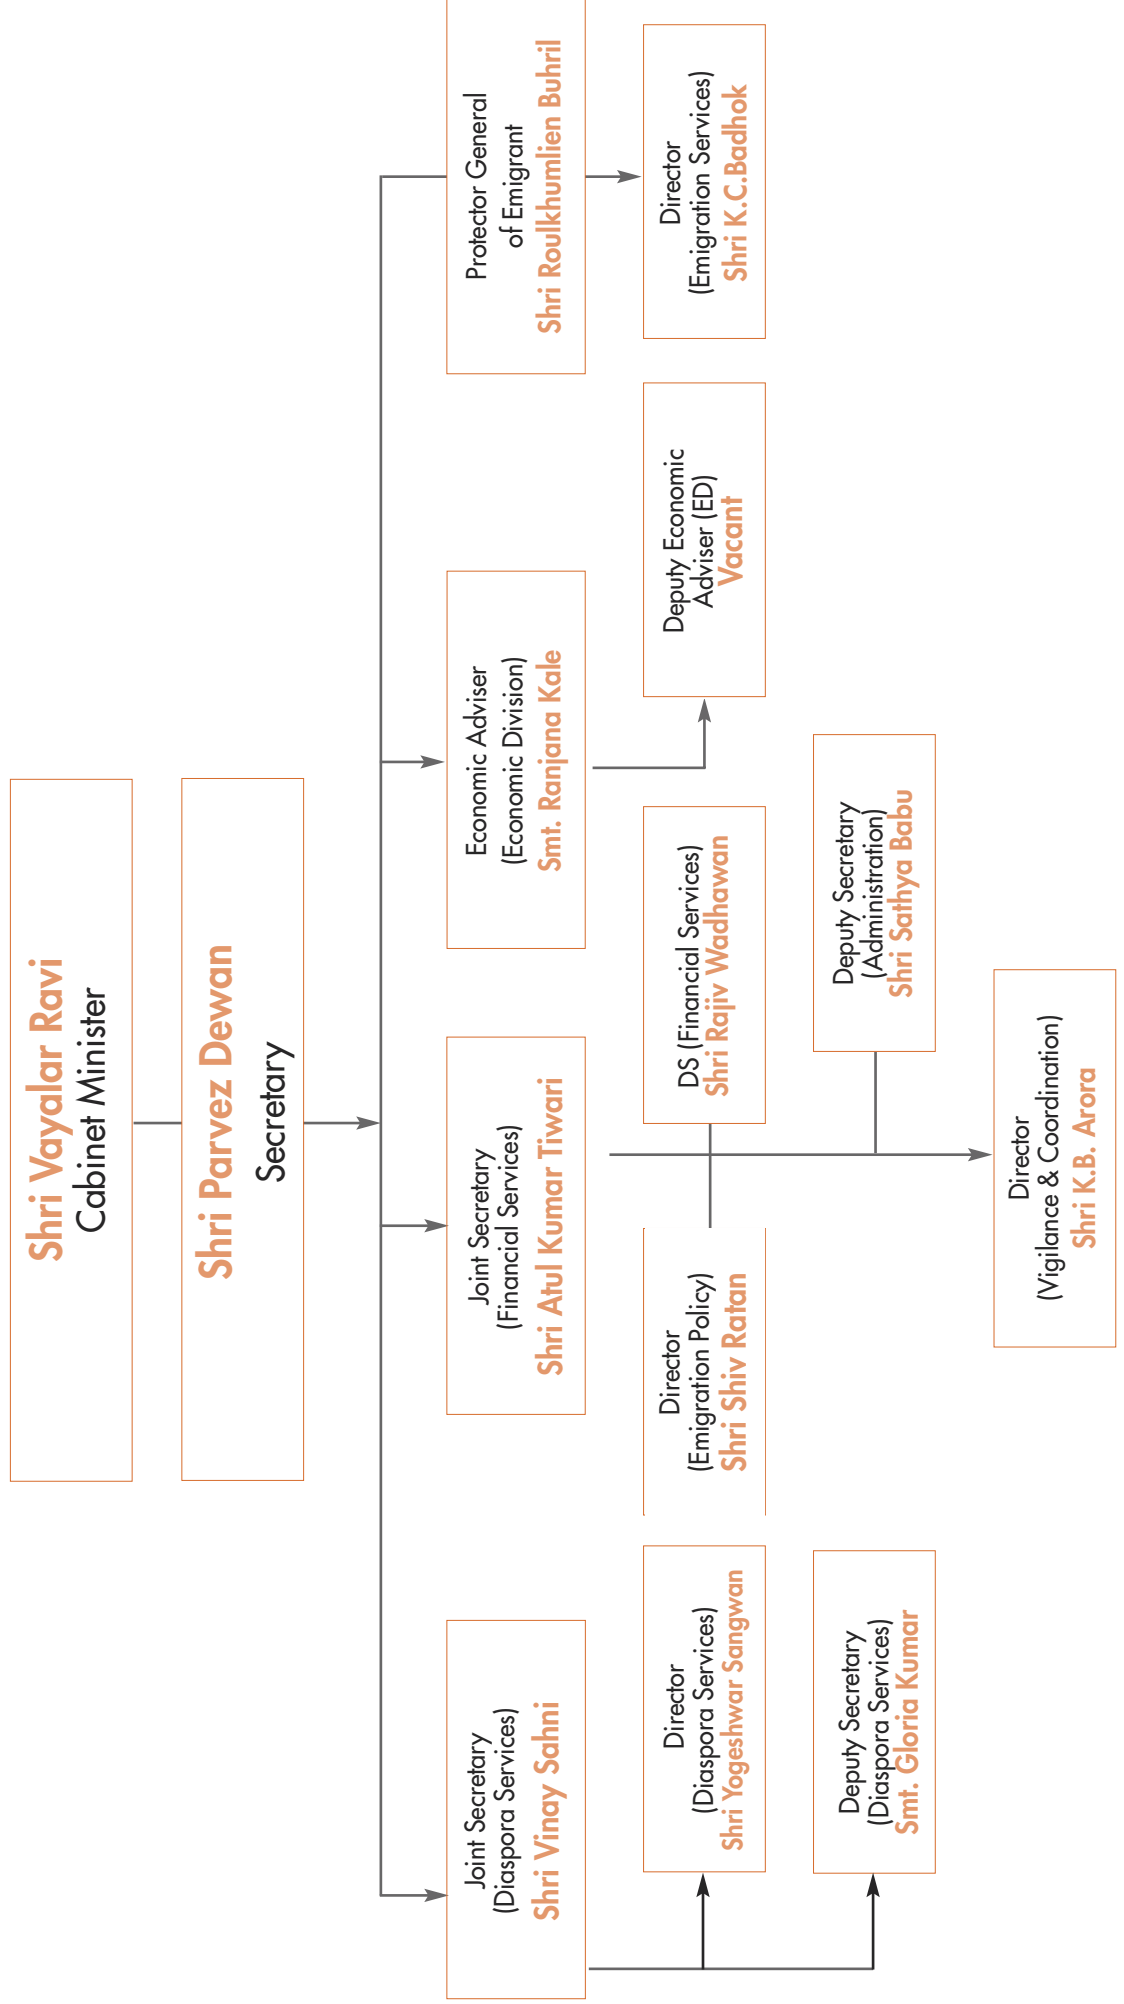 Shri Vayalar Ravi
Cabinet Minister
Shri Parvez Dewan
Secretary
Joint Secretary
(Diaspora Services)
Shri Vinay Sahni
Joint Secretary
(Financial Services)
Shri Atul Kumar Tiwari
Economic Adviser
(Economic Division)
Smt. Ranjana Kale
Protector General
of Emigrant
Shri Roulkhumlien Buhril
Director
(Diaspora Services)
Shri Yogeshwar Sangwan
Director
(Emigration Policy)
Shri Shiv Ratan
DS (Financial Services)
Shri Rajiv Wadhawan
Deputy Economic
Adviser (ED)
Vacant
Director
(Emigration Services)
Shri K.C.Badhok
Deputy Secretary
(Diaspora Services)
Smt. Gloria Kumar
Deputy Secretary
(Administration)
Shri Sathya Babu
Director
(Vigilance & Coordination)
Shri K.B. Arora